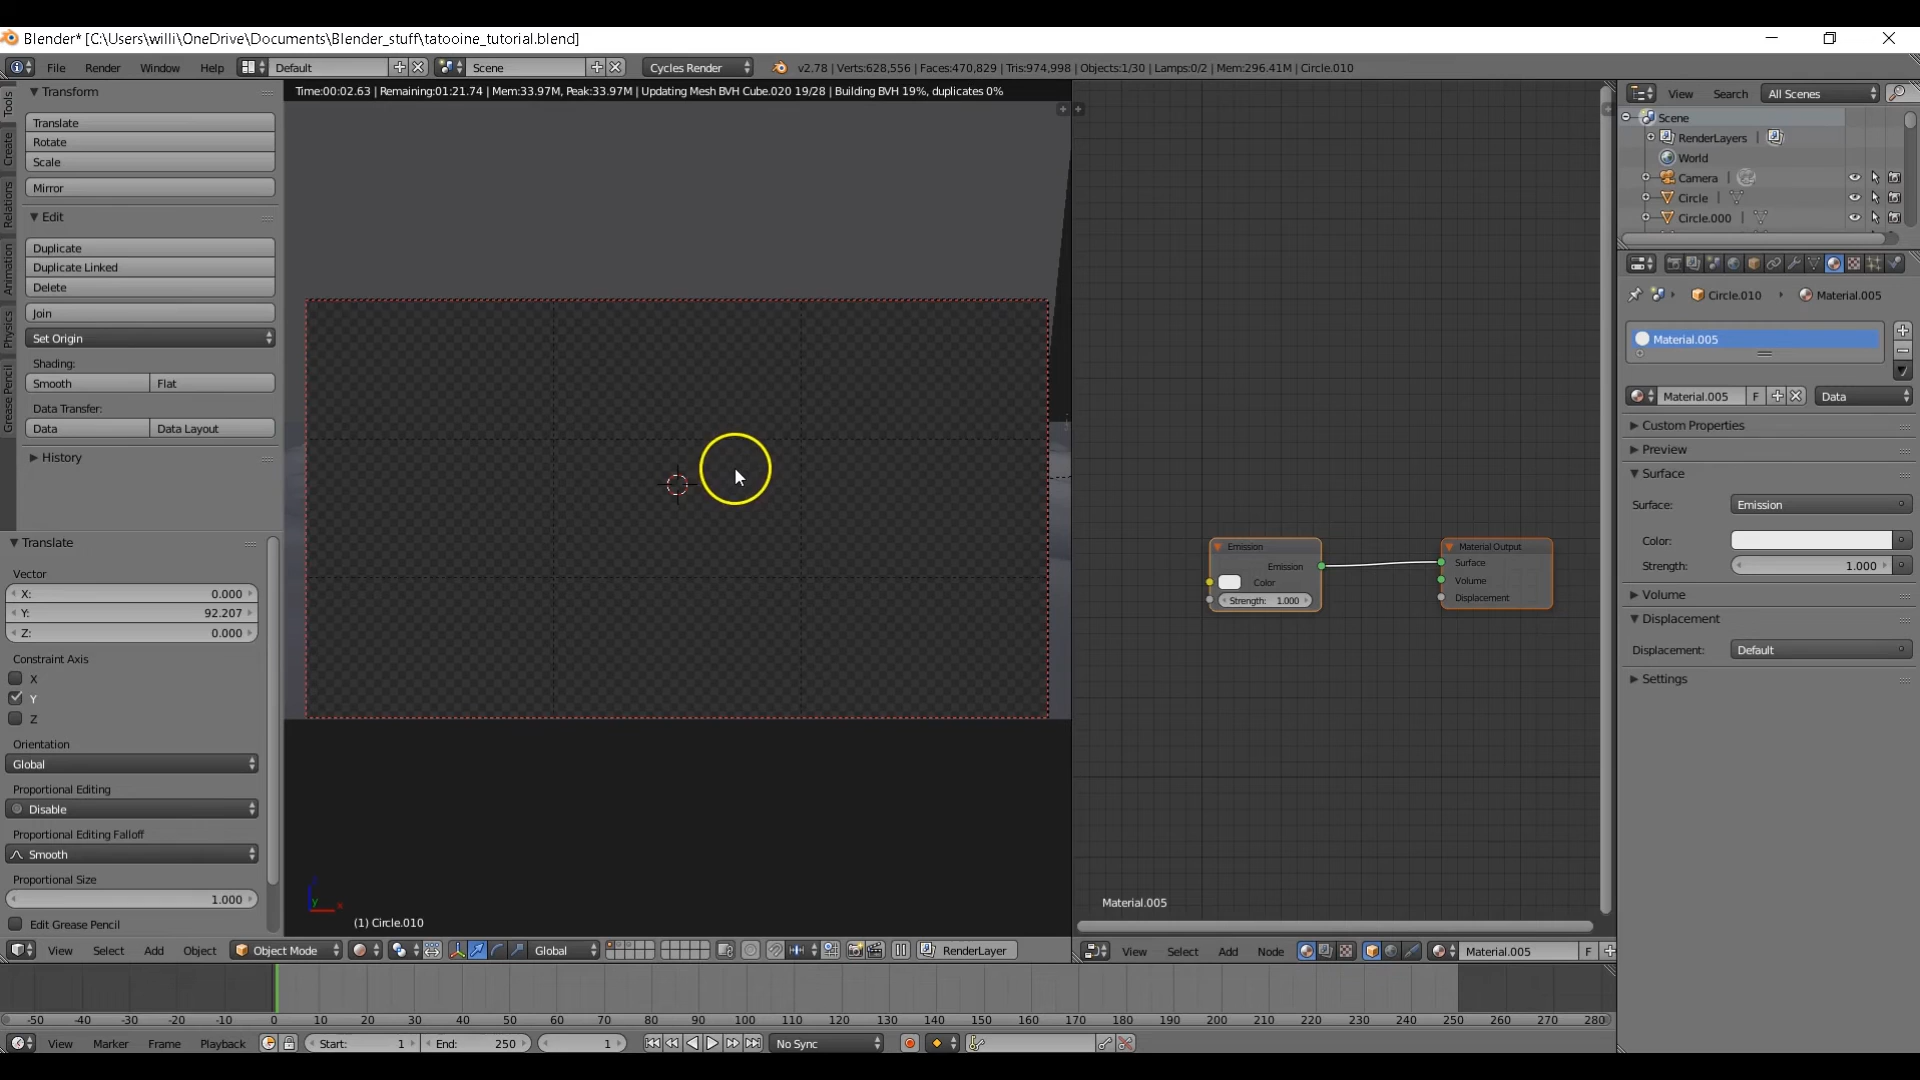 Blender* [C:\Users\willi\OneDrive\Documents\Blender_stuff\tatooine_tutorial.blend]
File Render Window Help Default Scene Cycles Render v2.78 | Verts:628,556 | Faces:470,829 | Tris:974,998 | Objects:1/30 | Lamps:0/2 | Mem:296.41M | Circle.010
Time:00:02.63 | Remaining:01:21.74 | Mem:33.97M, Peak:33.97M | Updating Mesh BVH Cube.020 19/28 | Building BVH 19%, duplicates 0%
Tools
Create
Relations
Animation
Physics
Grease Pencil
Transform
Translate
Rotate
Scale
Mirror
Edit
Duplicate
Duplicate Linked
Delete
Join
Set Origin
Shading:
Smooth Flat
Data Transfer:
Data Data Layout
History
Translate
Vector
X: 0.000
Y: 92.207
Z: 0.000
Constraint Axis
X
Y
Z
Orientation
Global
Proportional Editing
Disable
Proportional Editing Falloff
Smooth
Proportional Size
1.000
Edit Grease Pencil
y x
(1) Circle.010
View Select Add Object Object Mode Global RenderLayer
Emission
Emission
Color
Strength: 1.000
Material Output
Surface
Volume
Displacement
Material.005
View Select Add Node Material.005 F
View Search All Scenes
Scene
RenderLayers
World
Camera
Circle
Circle.000
Circle.010 Material.005
Material.005
Material.005 F Data
Custom Properties
Preview
Surface
Surface: Emission
Color:
Strength: 1.000
Volume
Displacement
Displacement: Default
Settings
-50 -40 -30 -20 -10 0 10 20 30 40 50 60 70 80 90 100 110 120 130 140 150 160 170 180 190 200 210 220 230 240 250 260 270 280
View Marker Frame Playback Start: 1 End: 250 1 No Sync